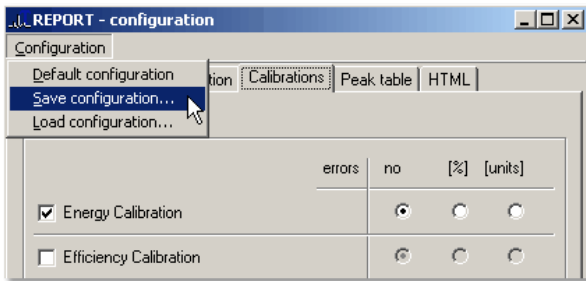 REPORT - configuration
Configuration
Default configuration
Save configuration...
Load configuration...
tion Calibrations Peak table HTML
errors no [%] [units]
Energy Calibration
Efficiency Calibration